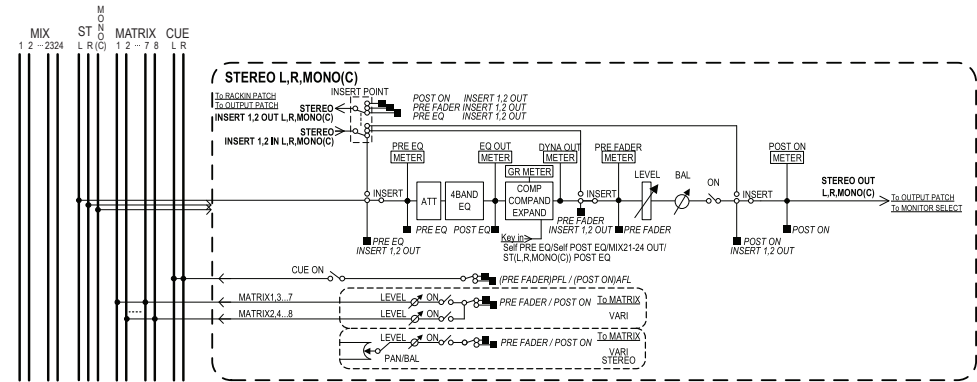 MIX
1 2 ··· 2324
ST
L R
MONO
(C)
MATRIX
1 2 ··· 7 8
CUE
L R
STEREO L,R,MONO(C)
To RACKIN PATCH
To OUTPUT PATCH
STEREO
INSERT 1,2 OUT L,R,MONO(C)
STEREO
INSERT 1,2 IN L,R,MONO(C)
INSERT POINT
POST ON INSERT 1,2 OUT
PRE FADER INSERT 1,2 OUT
PRE EQ INSERT 1,2 OUT
PRE EQ
METER
EQ OUT
METER
DYNA OUT
METER
PRE FADER
METER
POST ON
METER
GR METER
INSERT
ATT
4BAND
EQ
COMP
COMPAND
EXPAND
INSERT
LEVEL
BAL
ON
INSERT
STEREO OUT
L,R,MONO(C)
To OUTPUT PATCH
To MONITOR SELECT
PRE EQ
INSERT 1,2 OUT
PRE EQ
POST EQ
PRE FADER
INSERT 1,2 OUT
PRE FADER
POST ON
INSERT 1,2 OUT
POST ON
Key in
Self PRE EQ/Self POST EQ/MIX21-24 OUT/
ST(L,R,MONO(C)) POST EQ
CUE ON
(PRE FADER)PFL / (POST ON)AFL
MATRIX1,3...7
LEVEL
ON
PRE FADER / POST ON
To MATRIX
MATRIX2,4...8
LEVEL
ON
VARI
LEVEL
ON
PRE FADER / POST ON
To MATRIX
PAN/BAL
VARI
STEREO